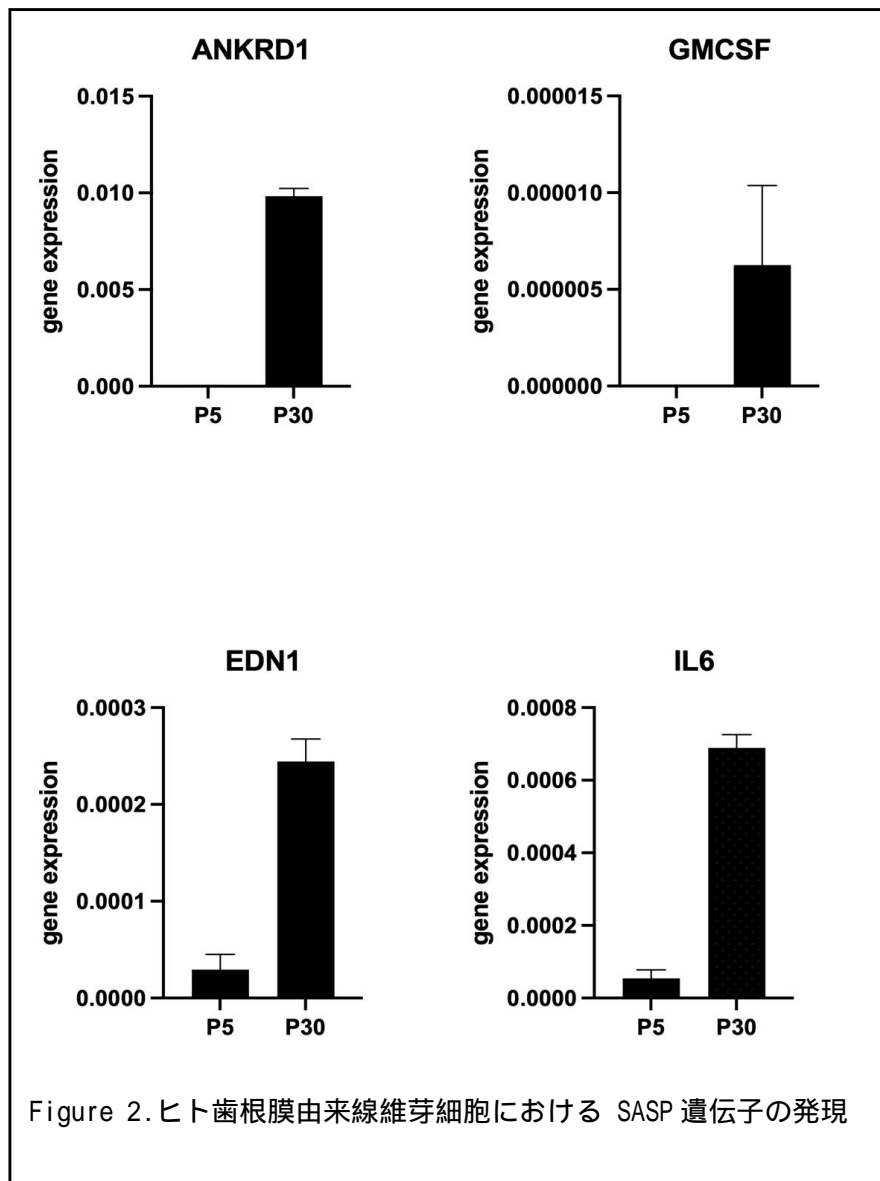 ANKRD1
gene expression
0.015
0.010
0.005
0.000
P5 P30
GMCSF
gene expression
0.000015
0.000010
0.000005
0.000000
P5 P30
EDN1
gene expression
0.0003
0.0002
0.0001
0.0000
P5 P30
IL6
gene expression
0.0008
0.0006
0.0004
0.0002
0.0000
P5 P30
Figure 2.ヒト歯根膜由来線維芽細胞における SASP 遺伝子の発現